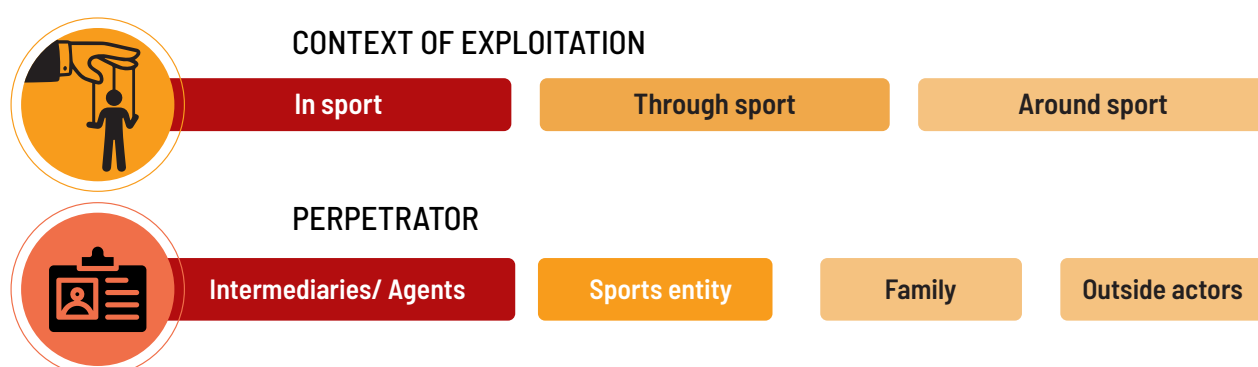 CONTEXT OF EXPLOITATION
In sport
Through sport
Around sport
PERPETRATOR
Intermediaries/ Agents
Sports entity
Family
Outside actors